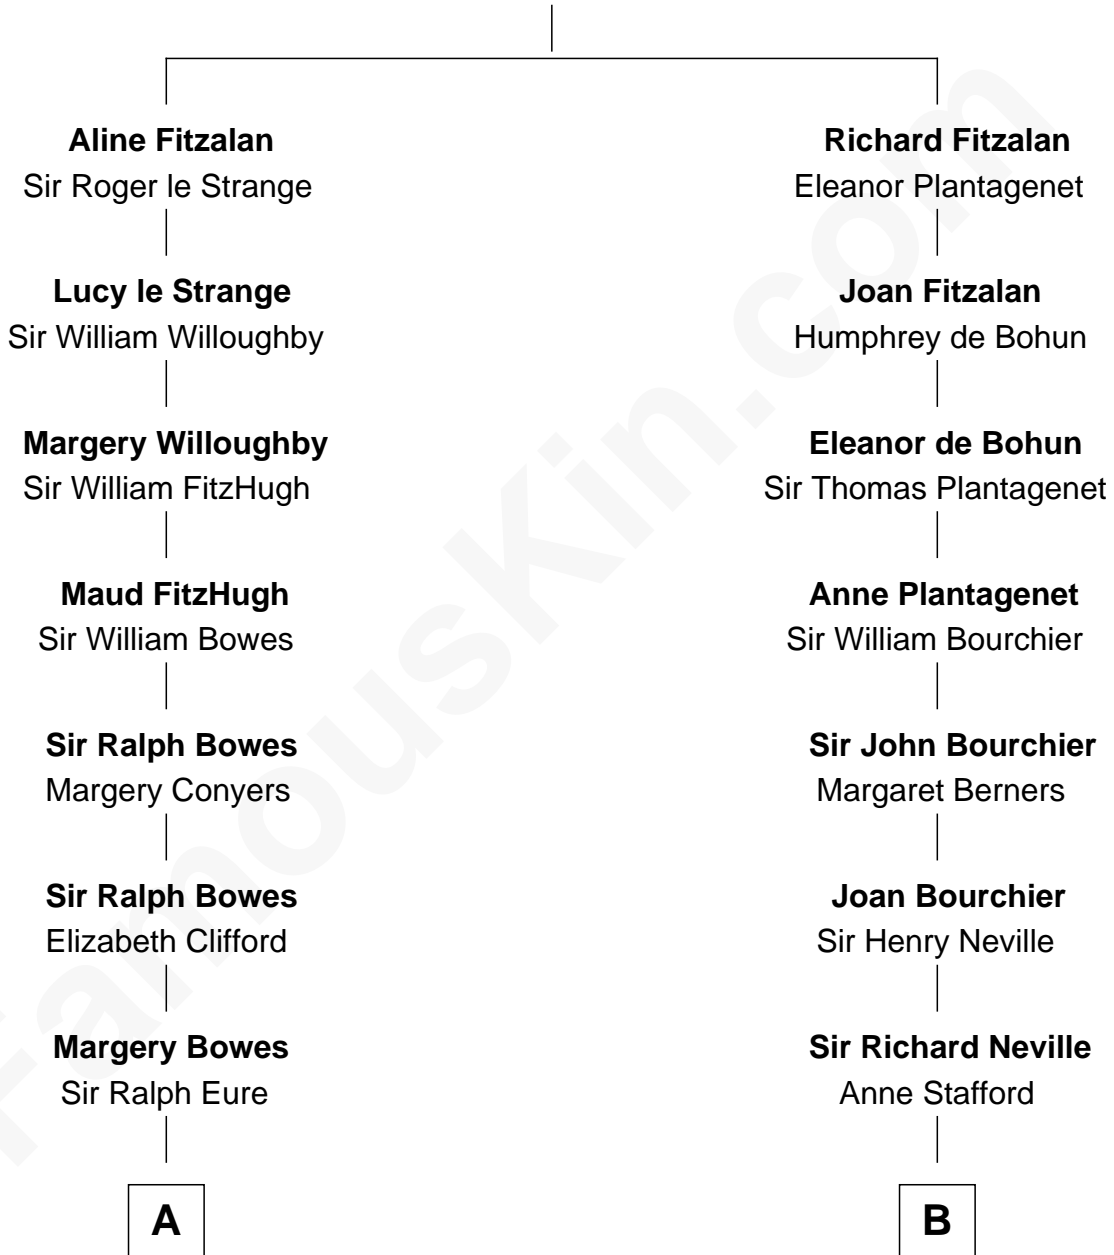 Aline Fitzalan
Sir Roger le Strange
Lucy le Strange
Sir William Willoughby
Margery Willoughby
Sir William FitzHugh
Maud FitzHugh
Sir William Bowes
Sir Ralph Bowes
Margery Conyers
Sir Ralph Bowes
Elizabeth Clifford
Margery Bowes
Sir Ralph Eure
A
Richard Fitzalan
Eleanor Plantagenet
Joan Fitzalan
Humphrey de Bohun
Eleanor de Bohun
Sir Thomas Plantagenet
Anne Plantagenet
Sir William Bourchier
Sir John Bourchier
Margaret Berners
Joan Bourchier
Sir Henry Neville
Sir Richard Neville
Anne Stafford
B
FamousKin.com